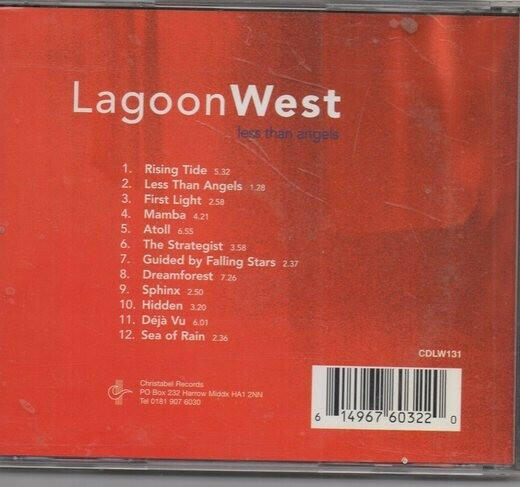 LagoonWest
less than angels
1. Rising Tide 5.32
2. Less Than Angels 1.28
3. First Light 2.58
4. Mamba 4.21
5. Atoll 6.55
6. The Strategist 3.58
7. Guided by Falling Stars 2.37
8. Dreamforest 7.26
9. Sphinx 2.50
10. Hidden 3.20
11. Déjà Vu 6.01
12. Sea of Rain 2.36
CDLW131
Christabel Records
PO Box 232 Harrow Middx HA1 2NN
Tel 0181 907 6030
6 14967 60322 0